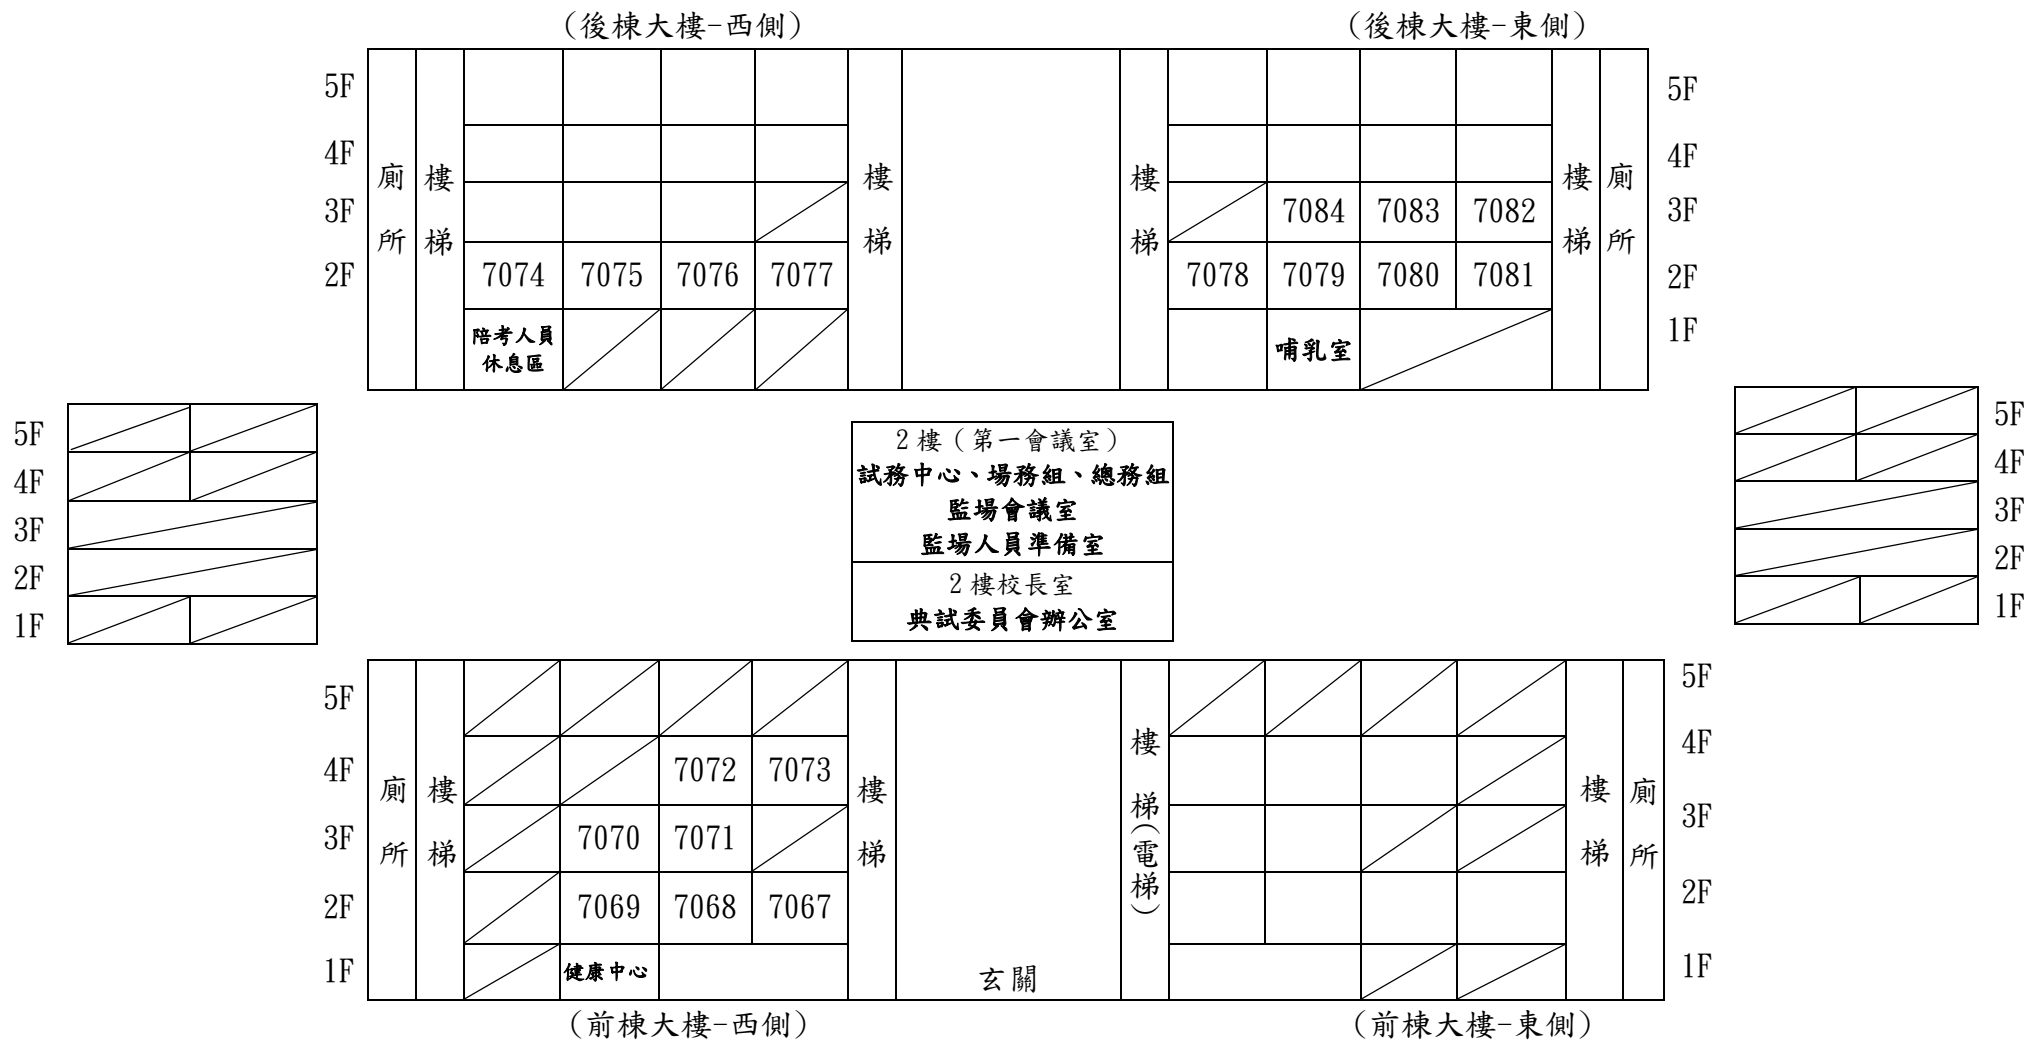 (後棟大樓-西側)
(後棟大樓-東側)
5F
4F
3F
2F
廁所
樓梯
7074
7075
7076
7077
陪考人員
休息區
樓梯
樓梯
7084
7083
7082
7078
7079
7080
7081
哺乳室
樓梯
廁所
5F
4F
3F
2F
1F
5F
4F
3F
2F
1F
2樓(第一會議室)
試務中心、場務組、總務組
監場會議室
監場人員準備室
2樓校長室
典試委員會辦公室
5F
4F
3F
2F
1F
5F
4F
3F
2F
1F
廁所
樓梯
7072
7073
7070
7071
7069
7068
7067
健康中心
樓梯
玄關
樓梯(電梯)
樓梯
廁所
5F
4F
3F
2F
1F
(前棟大樓-西側)
(前棟大樓-東側)